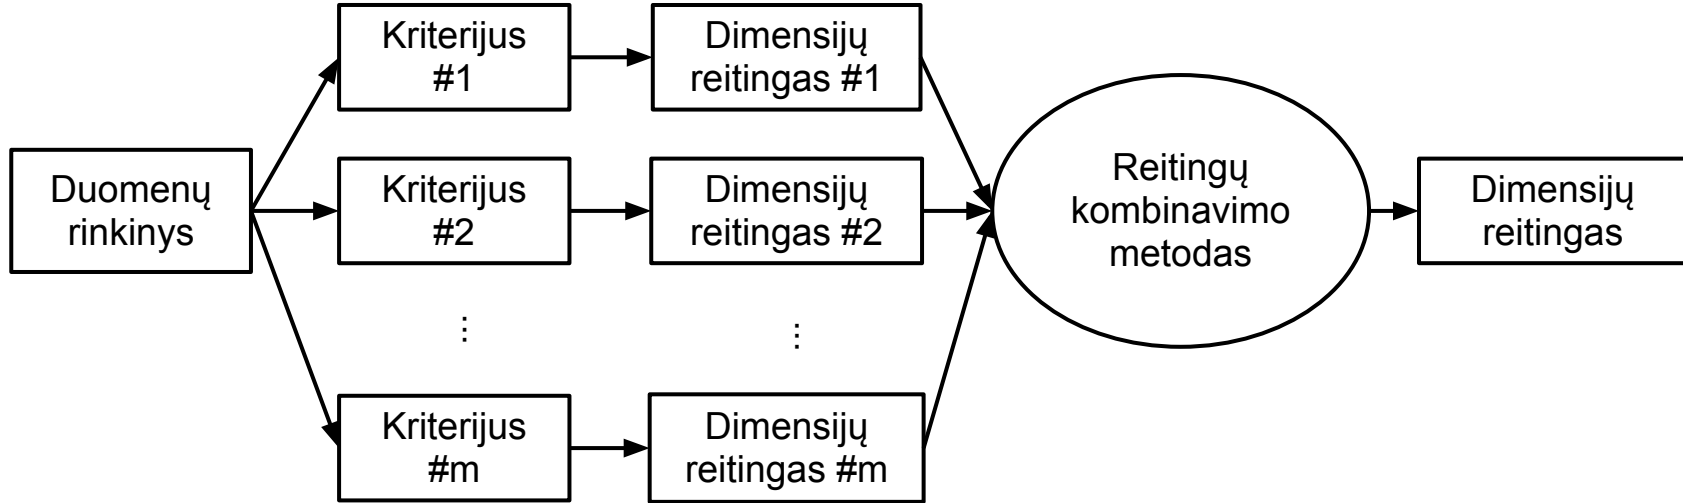 Duomenų
rinkinys
Kriterijus
#1
Dimensijų
reitingas #1
Kriterijus
#2
Dimensijų
reitingas #2
...
...
Kriterijus
#m
Dimensijų
reitingas #m
Reitingų
kombinavimo
metodas
Dimensijų
reitingas